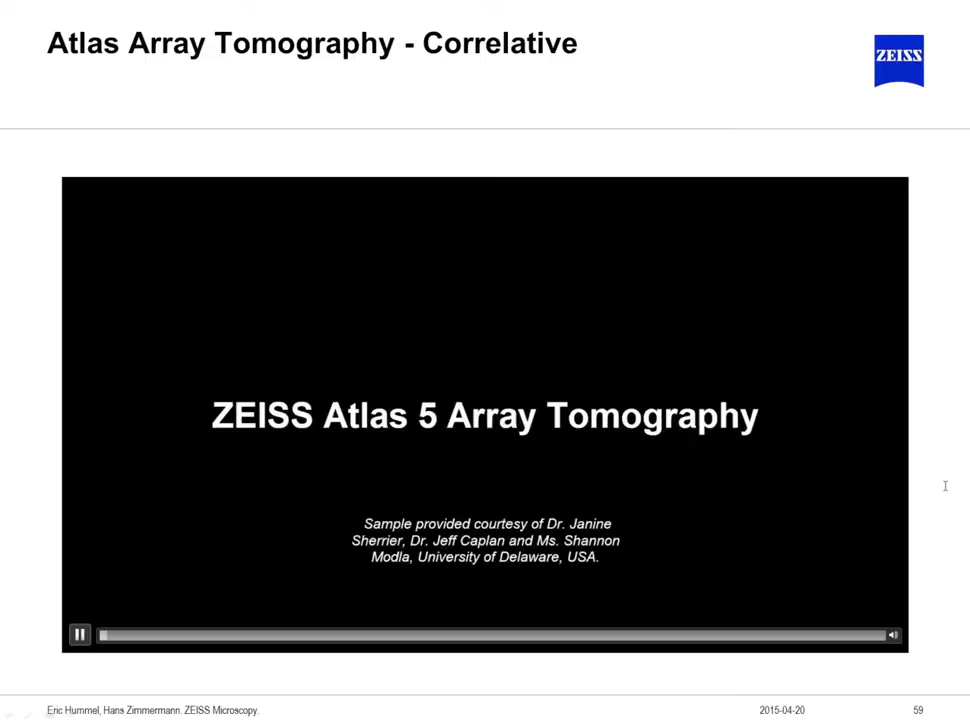 Atlas Array Tomography - Correlative
ZEISS
ZEISS Atlas 5 Array Tomography
Sample provided courtesy of Dr. Janine
Sherrier, Dr. Jeff Caplan and Ms. Shannon
Modla, University of Delaware, USA.
Eric Hummel, Hans Zimmermann. ZEISS Microscopy.
2015-04-20
59